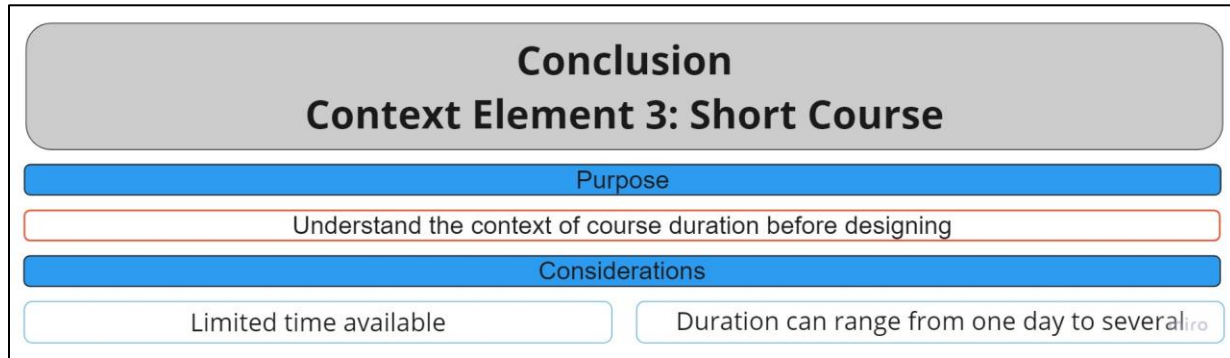 Conclusion
Context Element 3: Short Course
Purpose
Understand the context of course duration before designing
Considerations
Limited time available
Duration can range from one day to several
miro